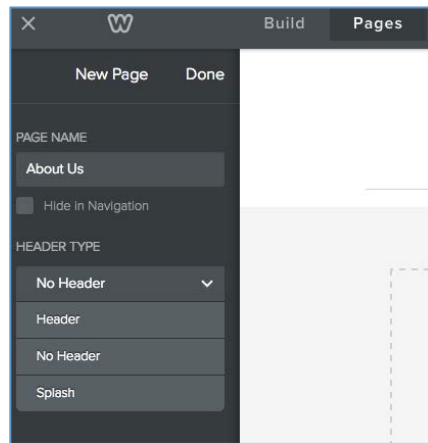 Build Pages
New Page Done
PAGE NAME
About Us
Hide in Navigation
HEADER TYPE
No Header
Header
No Header
Splash